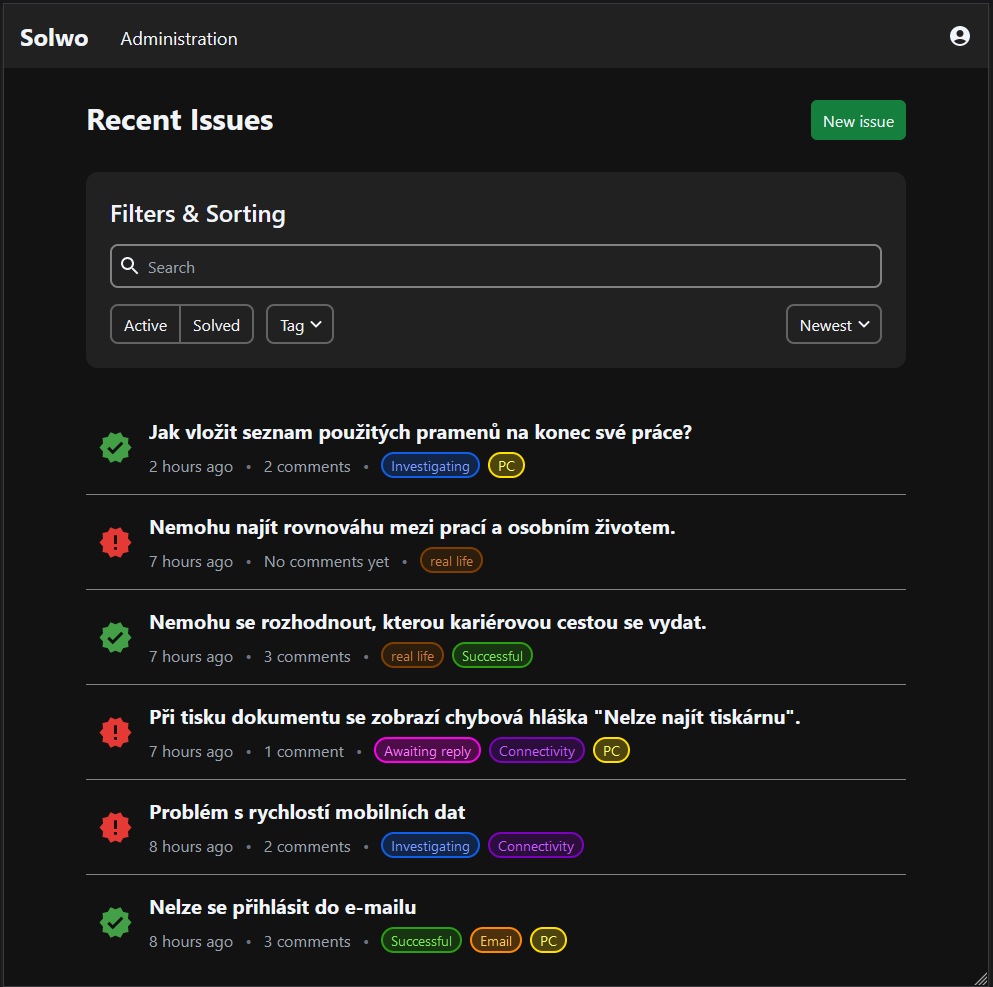 Solwo Administration
Recent Issues New issue
Filters & Sorting
Search
Active Solved Tag Newest
Jak vložit seznam použitých pramenů na konec své práce?
2 hours ago • 2 comments • Investigating PC
Nemohu najít rovnováhu mezi prací a osobním životem.
7 hours ago • No comments yet • real life
Nemohu se rozhodnout, kterou kariérovou cestou se vydat.
7 hours ago • 3 comments • real life Successful
Při tisku dokumentu se zobrazí chybová hláška "Nelze najít tiskárnu".
7 hours ago • 1 comment • Awaiting reply Connectivity PC
Problém s rychlostí mobilních dat
8 hours ago • 2 comments • Investigating Connectivity
Nelze se přihlásit do e-mailu
8 hours ago • 3 comments • Successful Email PC